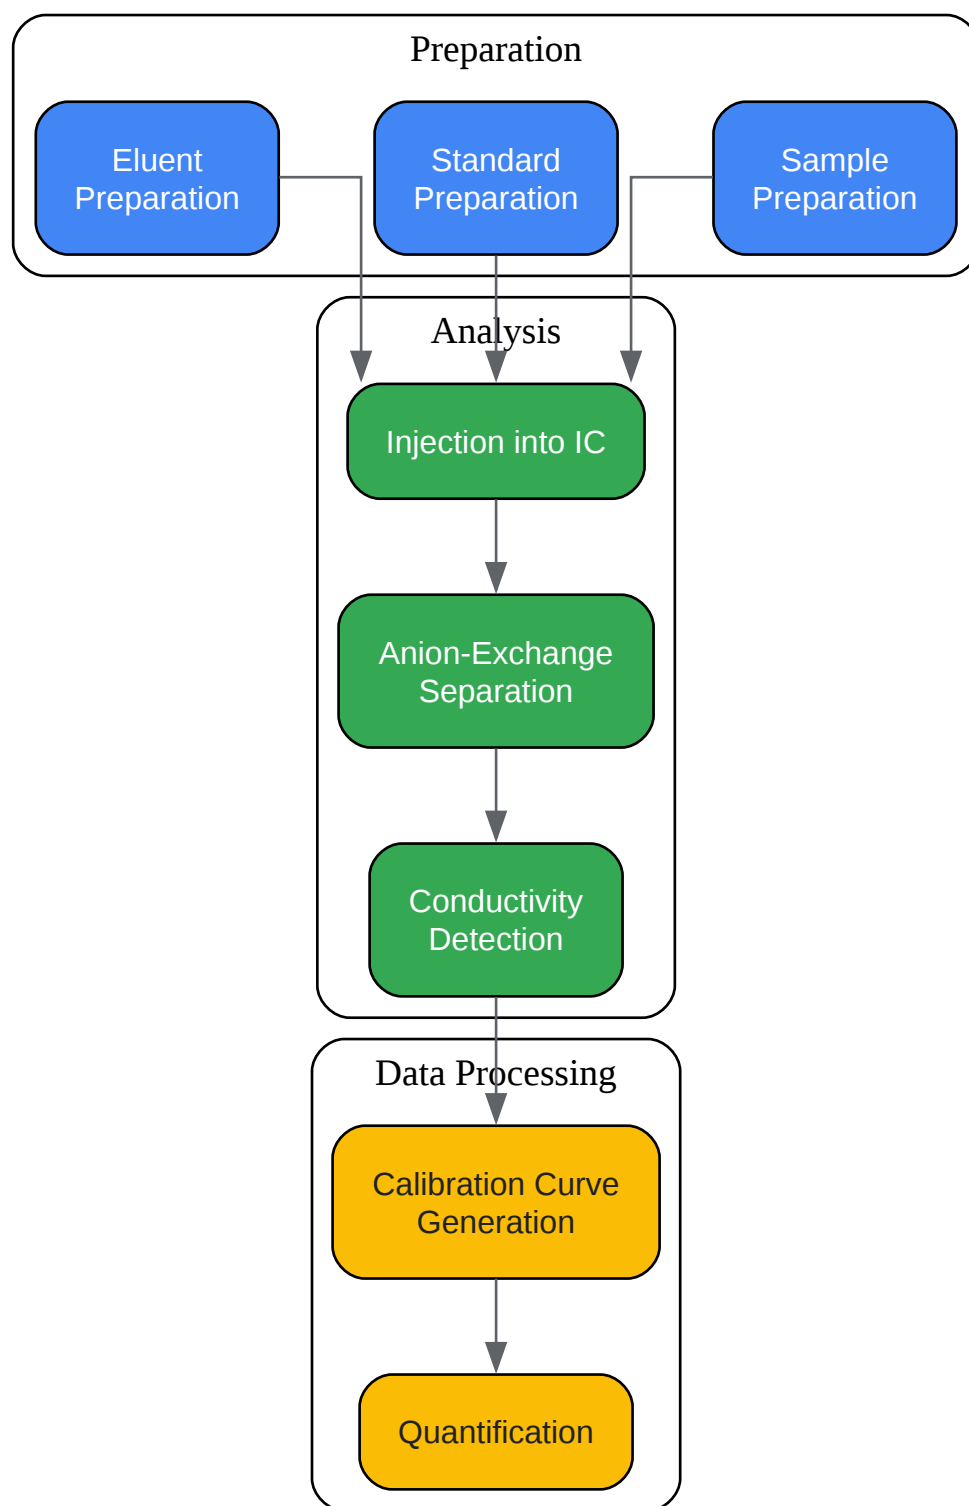 Preparation
Eluent
Preparation
Standard
Preparation
Sample
Preparation
Analysis
Injection into IC
Anion-Exchange
Separation
Conductivity
Detection
Data Processing
Calibration Curve
Generation
Quantification